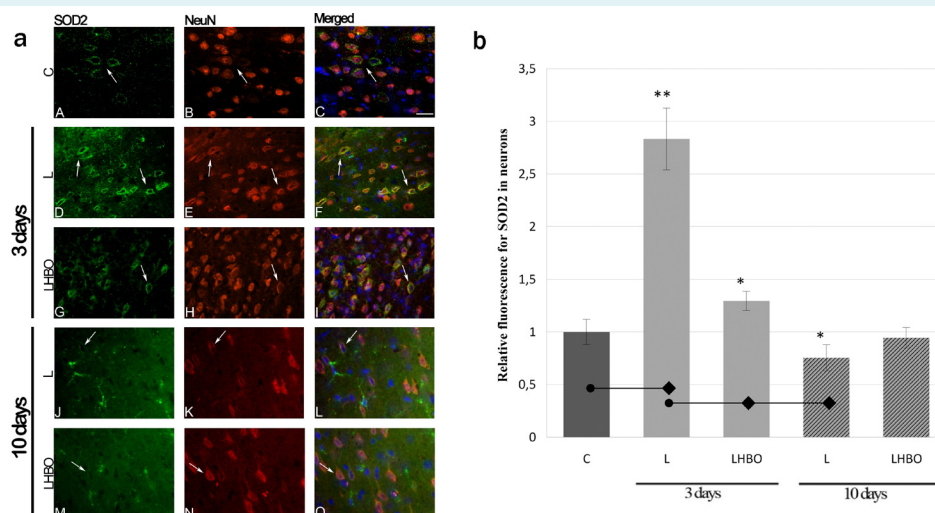 a
SOD2 NeuN Merged
C
A B C
3 days
L
D E F
LHBO
G H I
10 days
L
J K L
LHBO
M N O
b
Relative fluorescence for SOD2 in neurons
3,5
3
2,5
2
1,5
1
0,5
0
**
*
*
C L LHBO L LHBO
3 days 10 days